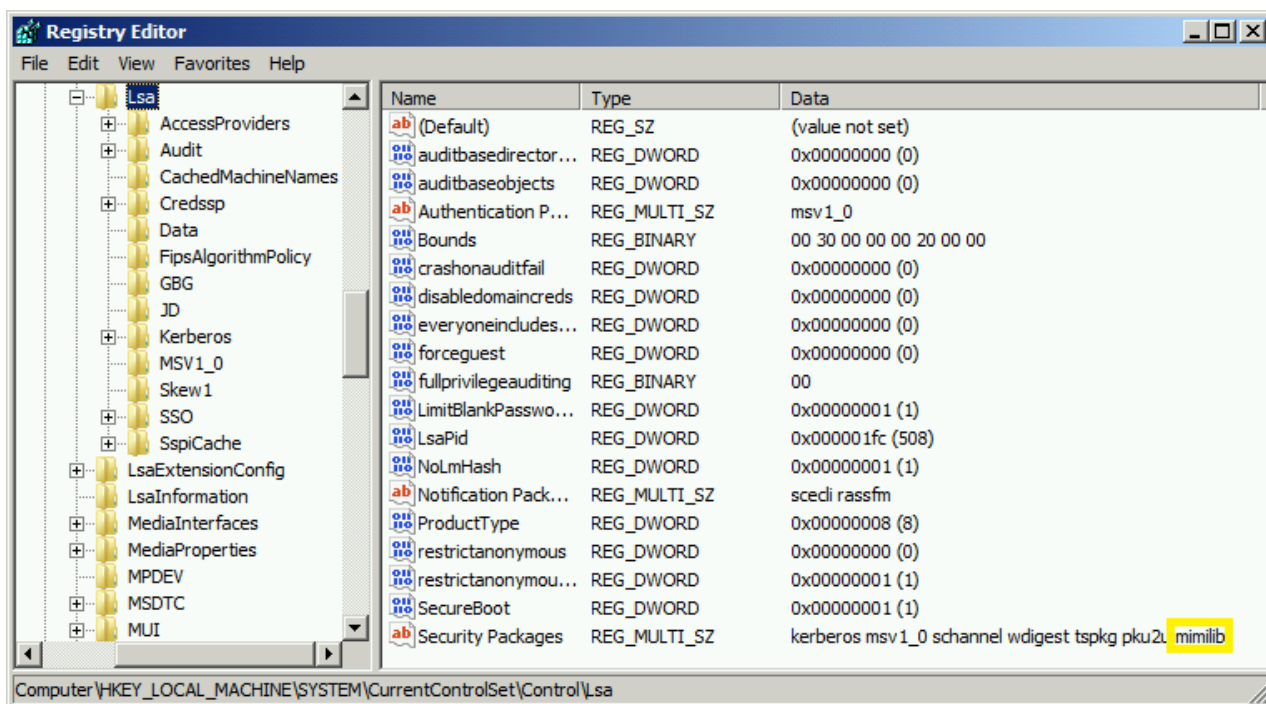 Registry Editor
File Edit View Favorites Help
Lsa
AccessProviders
Audit
CachedMachineNames
Credssp
Data
FipsAlgorithmPolicy
GBG
JD
Kerberos
MSV1_0
Skew1
SSO
SspiCache
LsaExtensionConfig
LsaInformation
MediaInterfaces
MediaProperties
MPDEV
MSDTC
MUI
Name Type Data
(Default) REG_SZ (value not set)
auditbasedirector... REG_DWORD 0x00000000 (0)
auditbaseobjects REG_DWORD 0x00000000 (0)
Authentication P... REG_MULTI_SZ msv1_0
Bounds REG_BINARY 00 30 00 00 00 20 00 00
crashonauditfail REG_DWORD 0x00000000 (0)
disabledomaincreds REG_DWORD 0x00000000 (0)
everyoneincludes... REG_DWORD 0x00000000 (0)
forceguest REG_DWORD 0x00000000 (0)
fullprivilegeauditing REG_BINARY 00
LimitBlankPasswo... REG_DWORD 0x00000001 (1)
LsaPid REG_DWORD 0x000001fc (508)
NoLmHash REG_DWORD 0x00000001 (1)
Notification Pack... REG_MULTI_SZ scecli rassfm
ProductType REG_DWORD 0x00000008 (8)
restrictanonymous REG_DWORD 0x00000000 (0)
restrictanonymou... REG_DWORD 0x00000001 (1)
SecureBoot REG_DWORD 0x00000001 (1)
Security Packages REG_MULTI_SZ kerberos msv1_0 schannel wdigest tspkg pku2u mimilib
Computer\HKEY_LOCAL_MACHINE\SYSTEM\CurrentControlSet\Control\Lsa